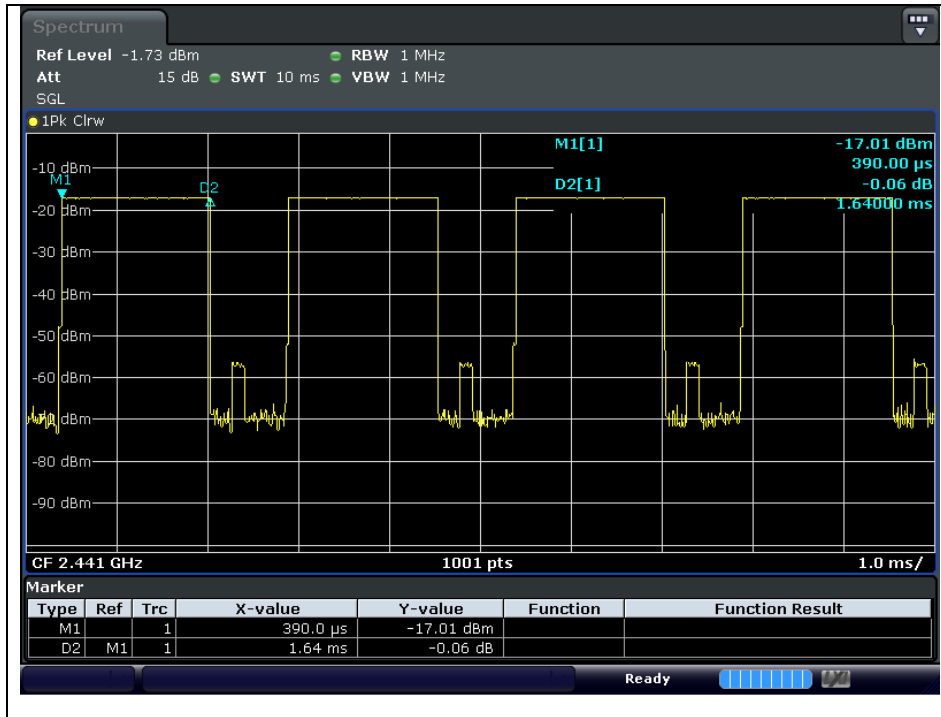 Spectrum
Ref Level -1.73 dBm RBW 1 MHz
Att 15 dB SWT 10 ms VBW 1 MHz
SGL
1Pk Clrw
M1[1] -17.01 dBm
390.00 µs
D2[1] -0.06 dB
1.64000 ms
M1
D2
-10 dBm
-20 dBm
-30 dBm
-40 dBm
-50 dBm
-60 dBm
dBm
-80 dBm
-90 dBm
CF 2.441 GHz 1001 pts 1.0 ms/
Marker
Type Ref Trc X-value Y-value Function Function Result
M1 1 390.0 µs -17.01 dBm
D2 M1 1 1.64 ms -0.06 dB
Ready